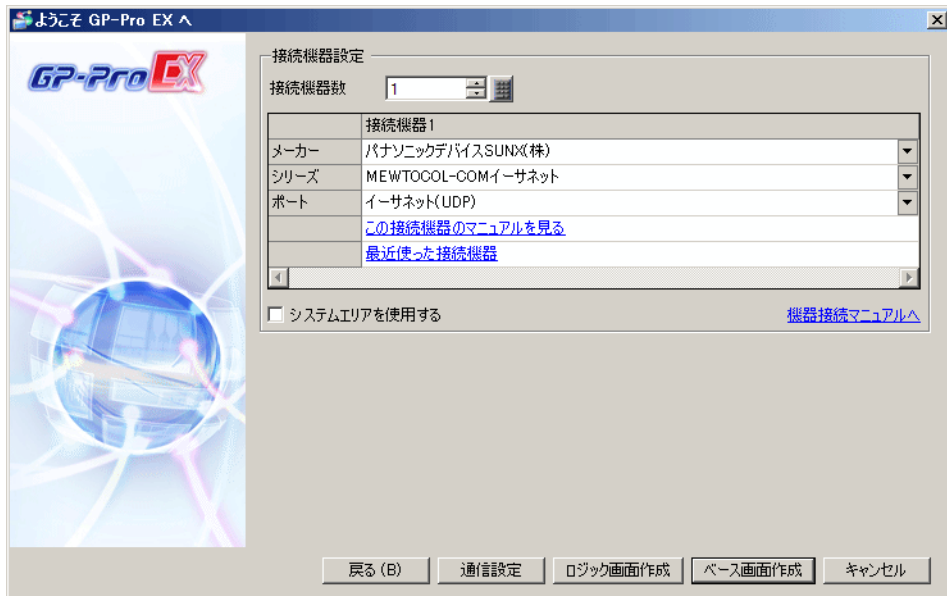 ようこそ GP-Pro EX へ
GP-Pro EX
接続機器設定
接続機器数 1
接続機器1
メーカー パナソニックデバイスSUNX(株)
シリーズ MEWTOCOL-COMイーサネット
ポート イーサネット(UDP)
この接続機器のマニュアルを見る
最近使った接続機器
システムエリアを使用する 機器接続マニュアルへ
戻る(B) 通信設定 ロジック画面作成 ベース画面作成 キャンセル